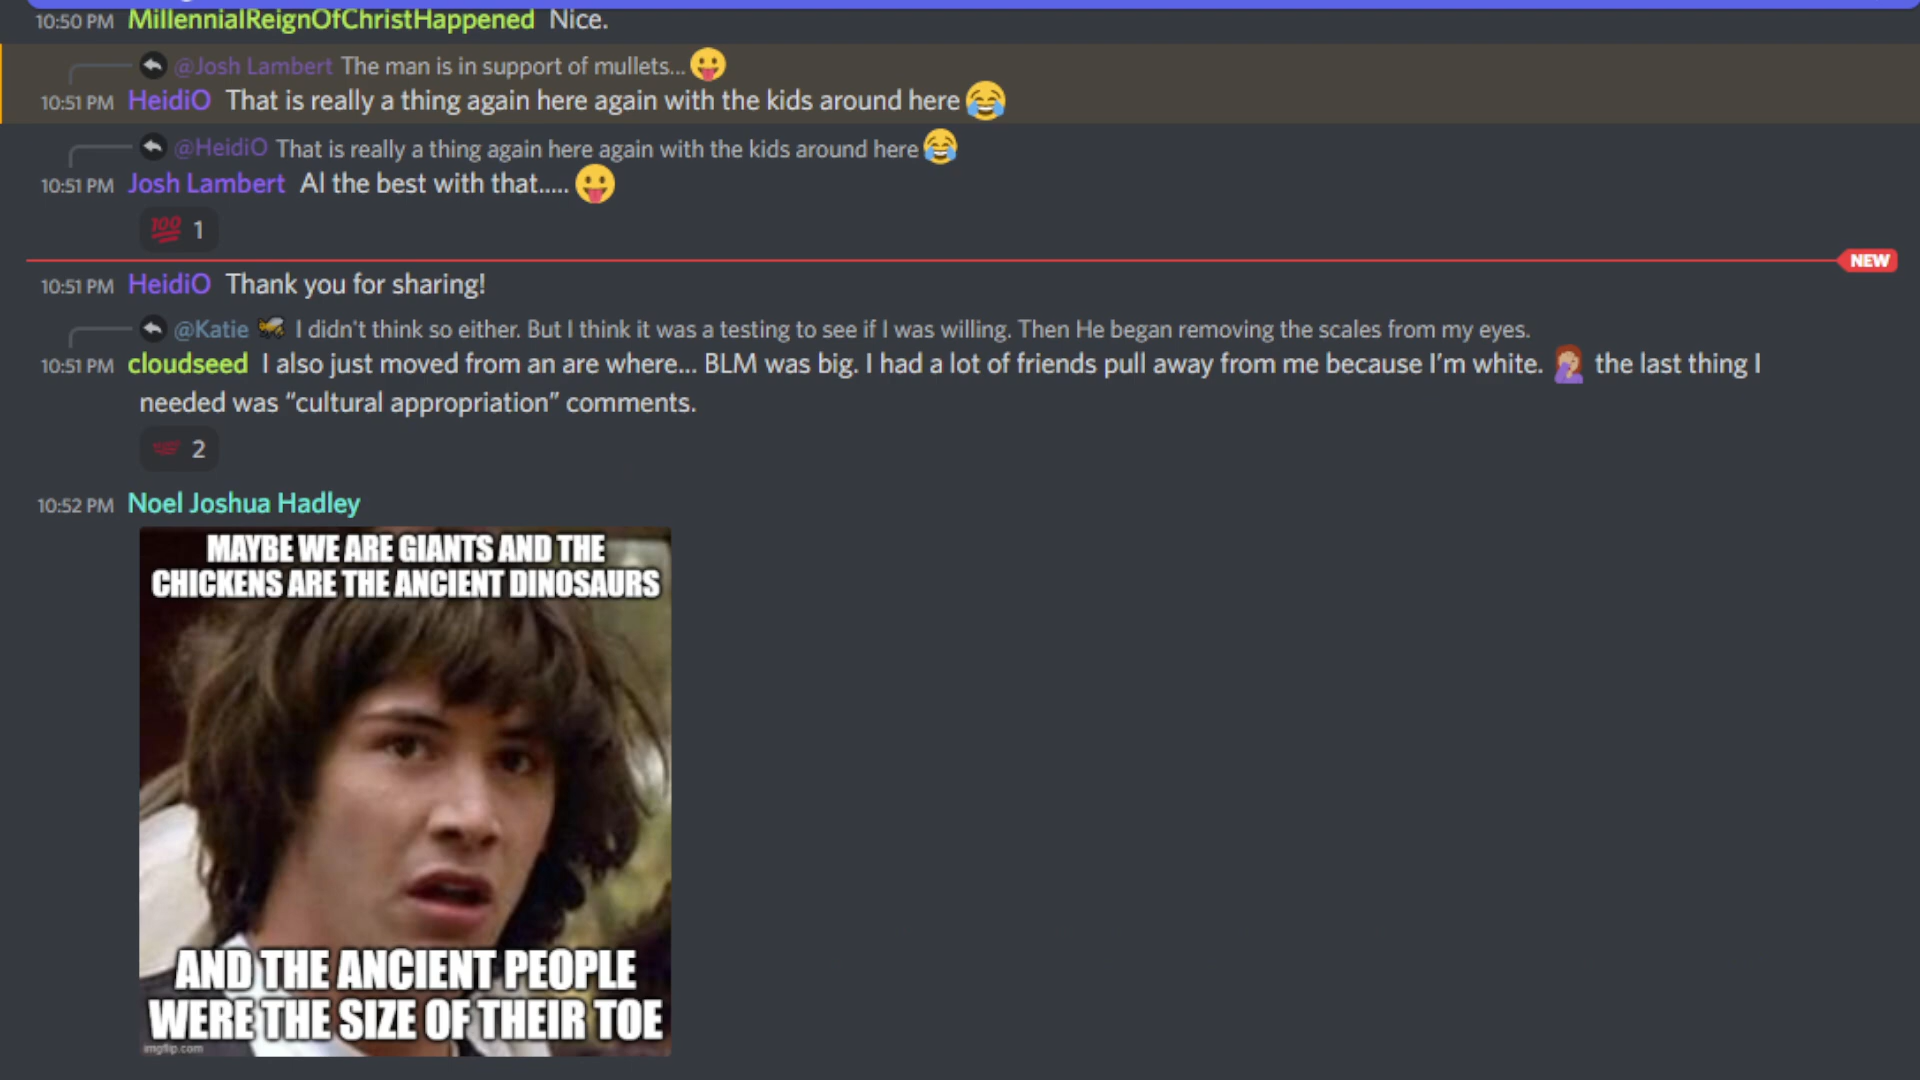 10:50 PM MillennialReignOfChristHappened Nice.
@Josh Lambert The man is in support of mullets...😛
10:51 PM HeidiO That is really a thing again here again with the kids around here😂
@HeidiO That is really a thing again here again with the kids around here😂
10:51 PM Josh Lambert Al the best with that.....😛
💯 1
NEW
10:51 PM HeidiO Thank you for sharing!
@Katie 🐝 I didn't think so either. But I think it was a testing to see if I was willing. Then He began removing the scales from my eyes.
10:51 PM cloudseed I also just moved from an are where... BLM was big. I had a lot of friends pull away from me because I'm white. 🤦🏼‍♀️ the last thing I
needed was “cultural appropriation” comments.
2
10:52 PM Noel Joshua Hadley
MAYBE WE ARE GIANTS AND THE
CHICKENS ARE THE ANCIENT DINOSAURS
AND THE ANCIENT PEOPLE
WERE THE SIZE OF THEIR TOE
imgflip.com